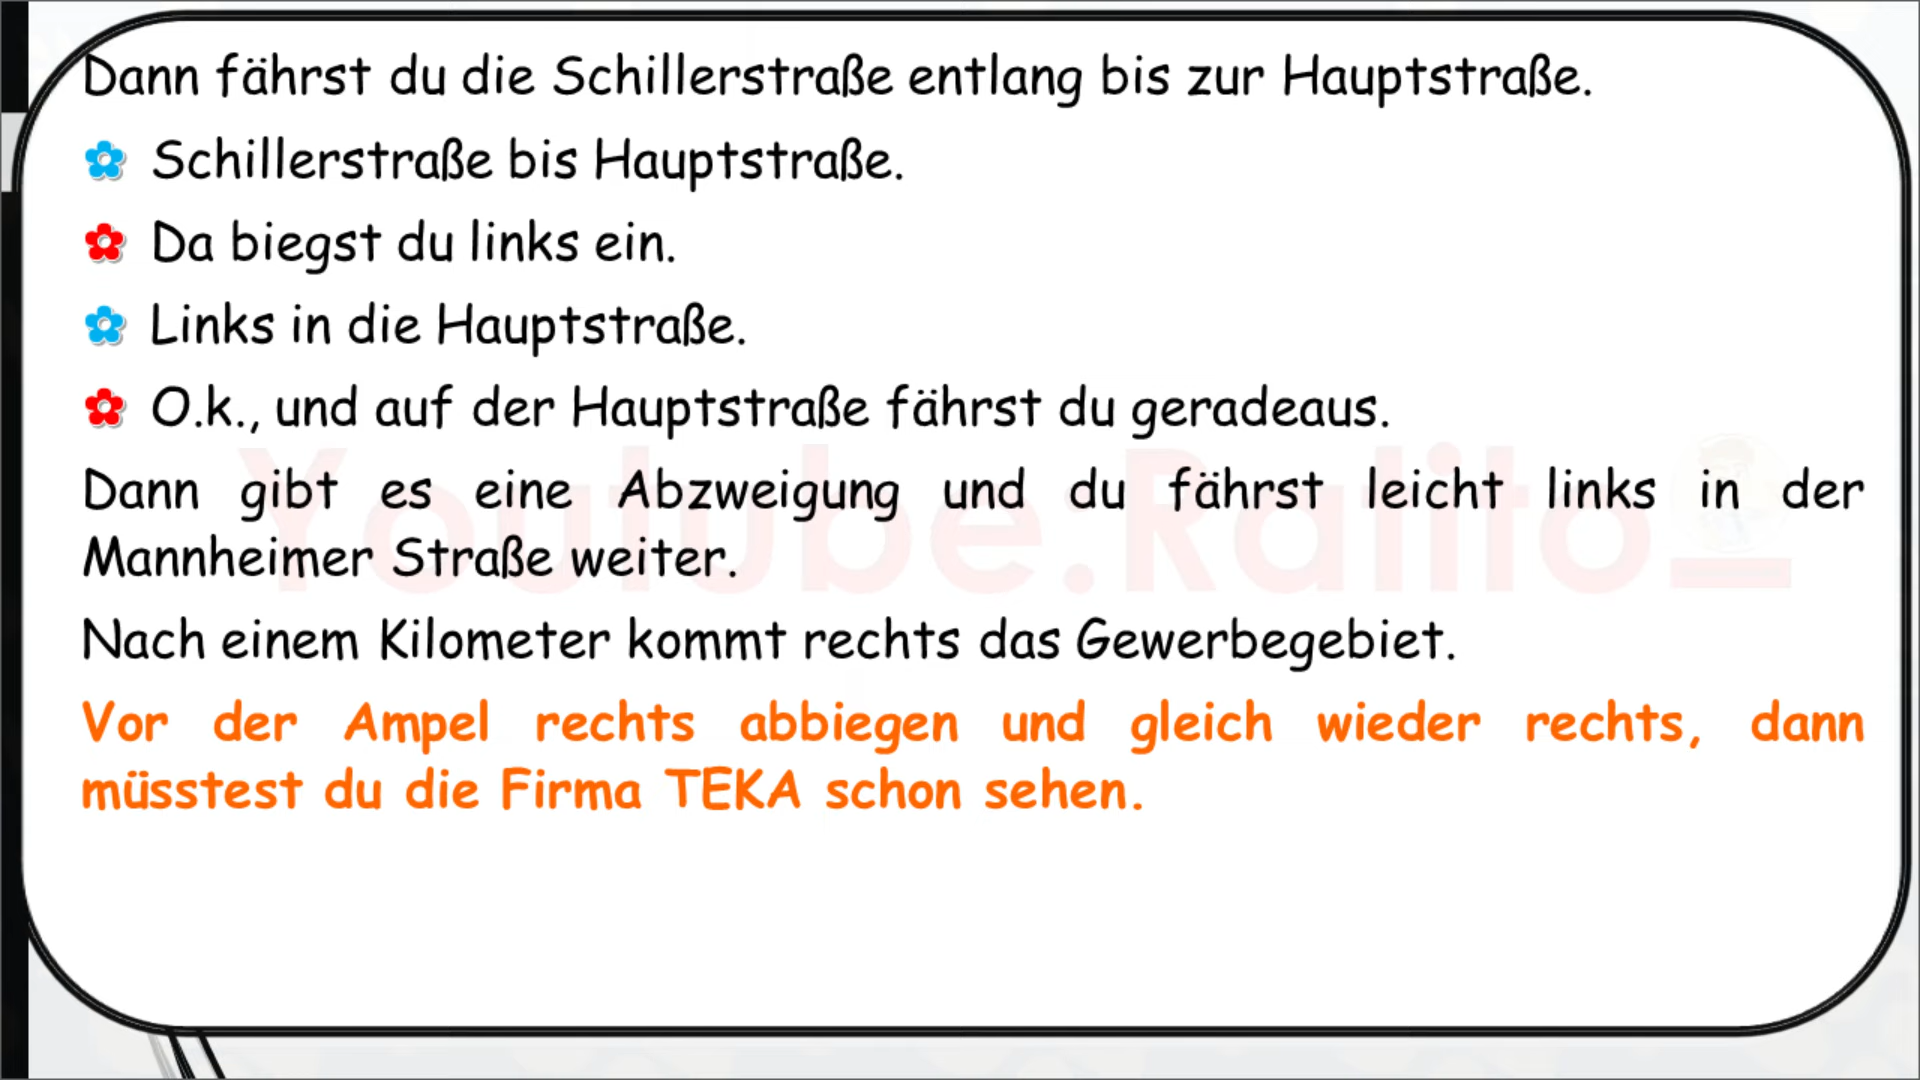 Dann fährst du die Schillerstraße entlang bis zur Hauptstraße.
Schillerstraße bis Hauptstraße.
Da biegst du links ein.
Links in die Hauptstraße.
O.k., und auf der Hauptstraße fährst du geradeaus.
Dann gibt es eine Abzweigung und du fährst leicht links in der
Mannheimer Straße weiter.
Youtube:Ralito
Nach einem Kilometer kommt rechts das Gewerbegebiet.
Vor der Ampel rechts abbiegen und gleich wieder rechts, dann
müsstest du die Firma TEKA schon sehen.